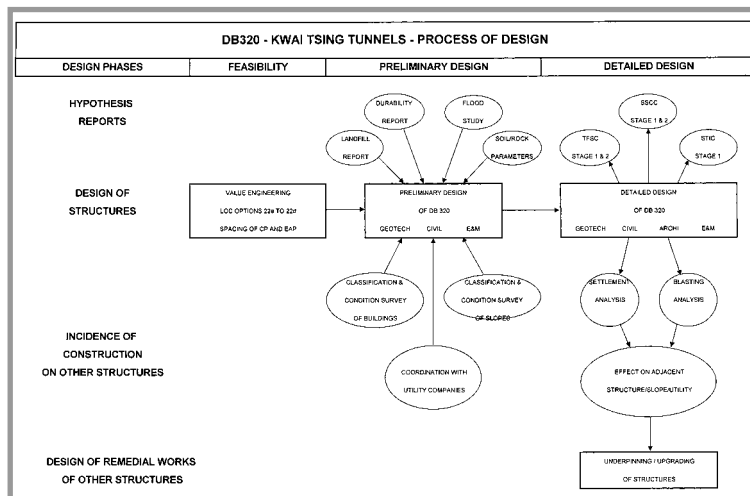 DB320 - KWAI TSING TUNNELS - PROCESS OF DESIGN
DESIGN PHASES
FEASIBILITY
PRELIMINARY DESIGN
DETAILED DESIGN
HYPOTHESIS
REPORTS
DURABILITY
REPORT
FLOOD
STUDY
LANDFILL
REPORT
SOIL/ROCK
PARAMETERS
SSCC
STAGE 1 & 2
TFSC
STAGE 1 & 2
STIC
STAGE 1
DESIGN OF
STRUCTURES
VALUE ENGINEERING
LOC OPTIONS 22e TO 22d
SPACING OF CP AND EAP
PRELIMINARY DESIGN
OF DB 320
GEOTECH CIVIL E&M
DETAILED DESIGN
OF DB 320
GEOTECH CIVIL ARCHI E&M
CLASSIFICATION &
CONDITION SURVEY
OF BUILDINGS
CLASSIFICATION &
CONDITION SURVEY
OF SLOPES
SETTLEMENT
ANALYSIS
BLASTING
ANALYSIS
INCIDENCE OF
CONSTRUCTION
ON OTHER STRUCTURES
COORDINATION WITH
UTILITY COMPANIES
EFFECT ON ADJACENT
STRUCTURE/SLOPE/UTILITY
DESIGN OF REMEDIAL WORKS
OF OTHER STRUCTURES
UNDERPINNING / UPGRADING
OF STRUCTURES